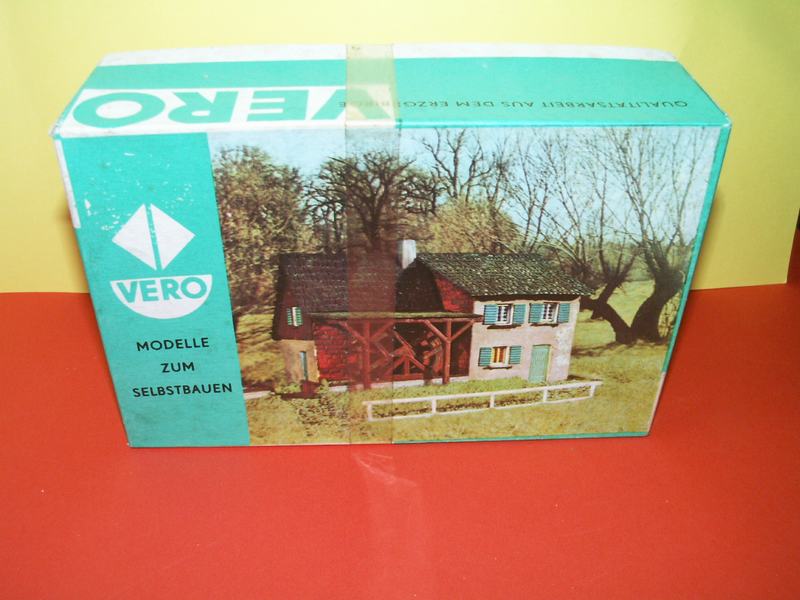 VERO
QUALITÄTSARBEIT AUS DEM ERZGEBIRGE
VERO
MODELLE
ZUM
SELBSTBAUEN